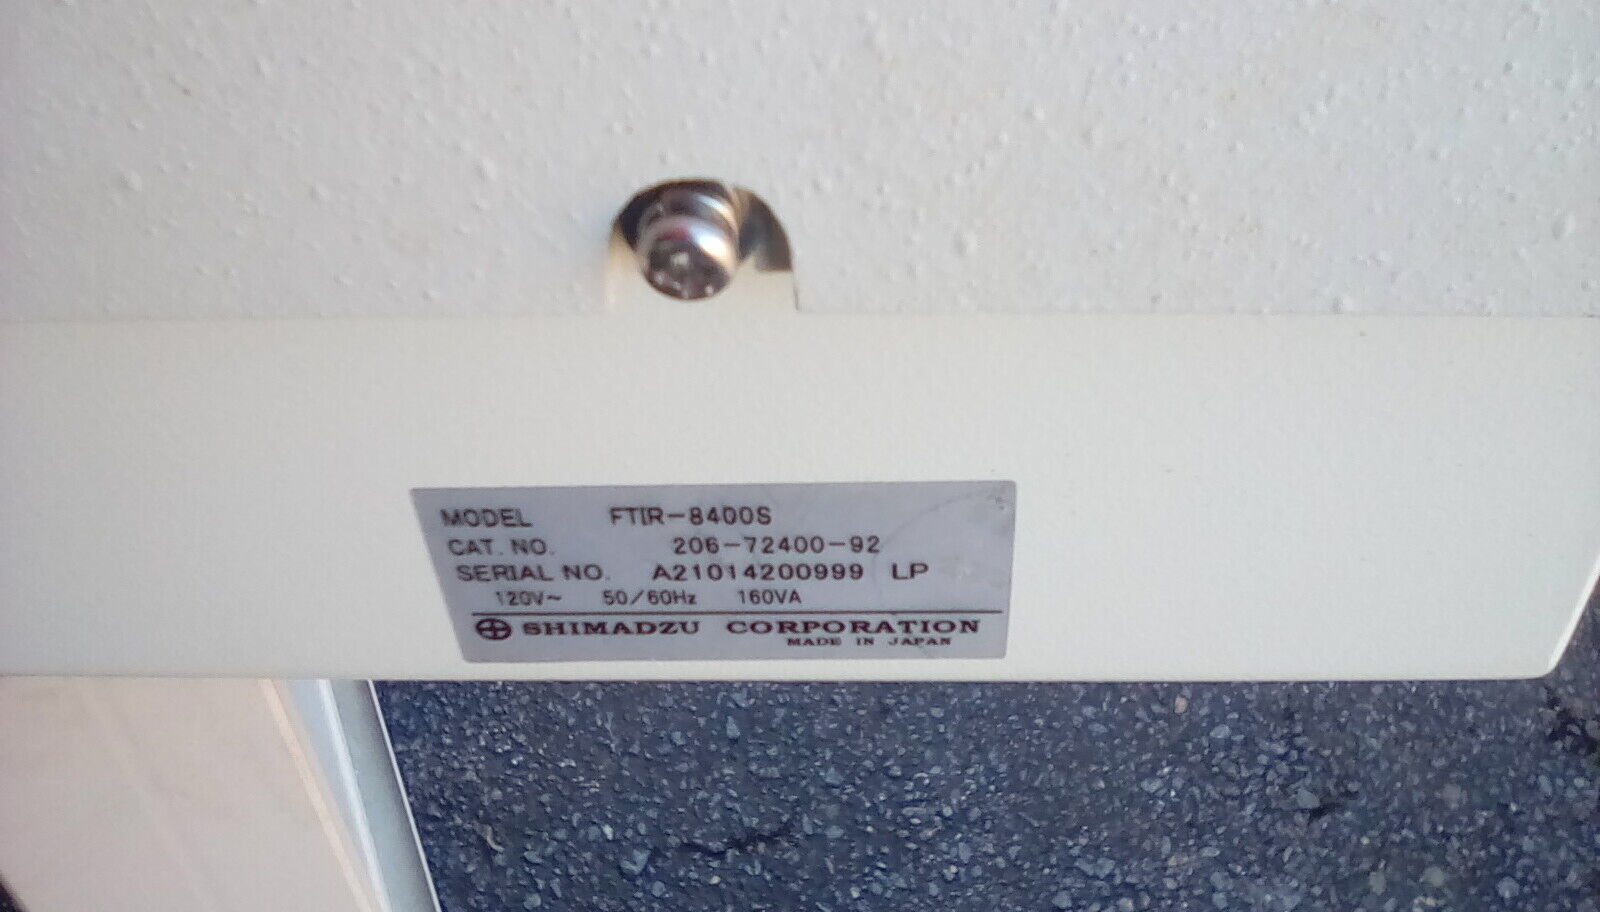 MODEL FTIR-8400S
CAT. NO. 206-72400-92
SERIAL NO. A21014200999 LP
120V~ 50/60Hz 160VA
SHIMADZU CORPORATION
MADE IN JAPAN